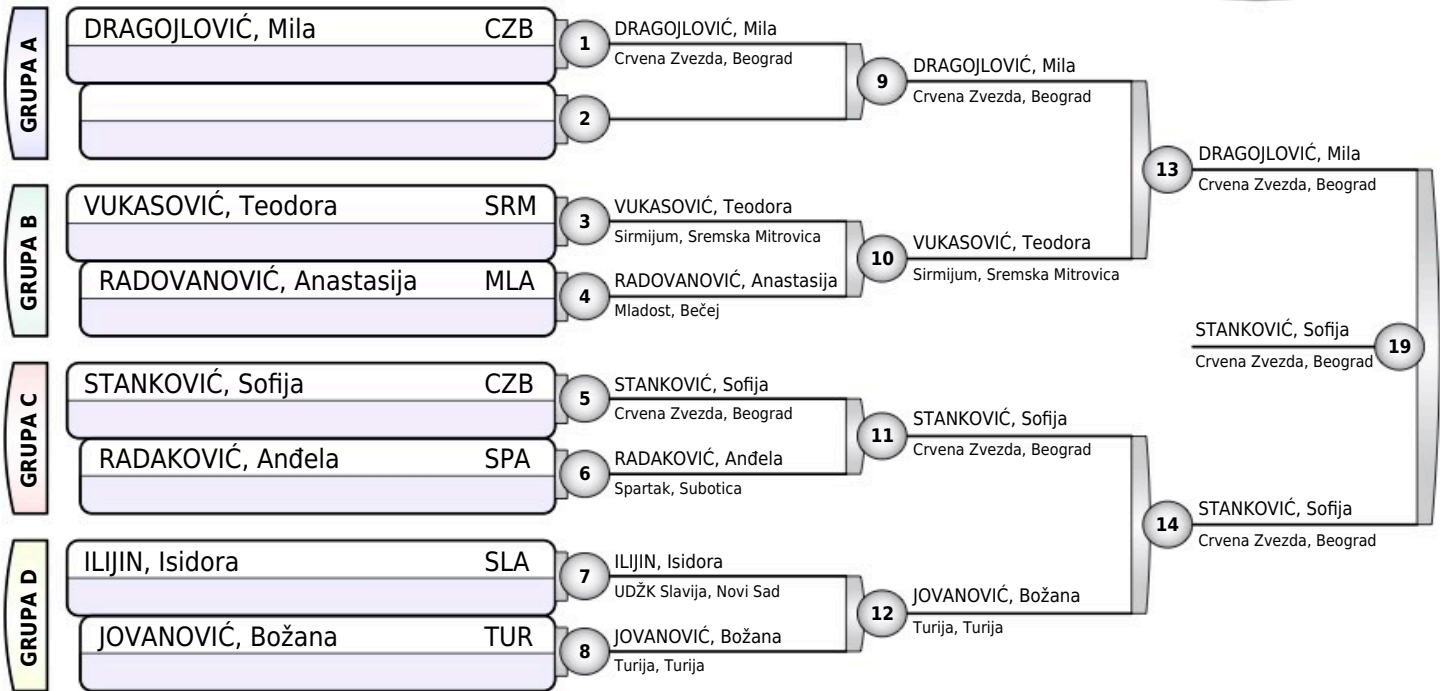 GRUPA A
DRAGOJLOVIĆ, Mila CZB
1
DRAGOJLOVIĆ, Mila
Crvena Zvezda, Beograd
2
9
DRAGOJLOVIĆ, Mila
Crvena Zvezda, Beograd
GRUPA B
VUKASOVIĆ, Teodora SRM
3
VUKASOVIĆ, Teodora
Sirmijum, Sremska Mitrovica
RADOVANOVIĆ, Anastasija MLA
4
RADOVANOVIĆ, Anastasija
Mladost, Bečej
10
VUKASOVIĆ, Teodora
Sirmijum, Sremska Mitrovica
13
DRAGOJLOVIĆ, Mila
Crvena Zvezda, Beograd
GRUPA C
STANKOVIĆ, Sofija CZB
5
STANKOVIĆ, Sofija
Crvena Zvezda, Beograd
RADAKOVIĆ, Anđela SPA
6
RADAKOVIĆ, Anđela
Spartak, Subotica
11
STANKOVIĆ, Sofija
Crvena Zvezda, Beograd
GRUPA D
ILIJIN, Isidora SLA
7
ILIJIN, Isidora
UDŽK Slavija, Novi Sad
JOVANOVIĆ, Božana TUR
8
JOVANOVIĆ, Božana
Turija, Turija
12
JOVANOVIĆ, Božana
Turija, Turija
14
STANKOVIĆ, Sofija
Crvena Zvezda, Beograd
STANKOVIĆ, Sofija
Crvena Zvezda, Beograd
19